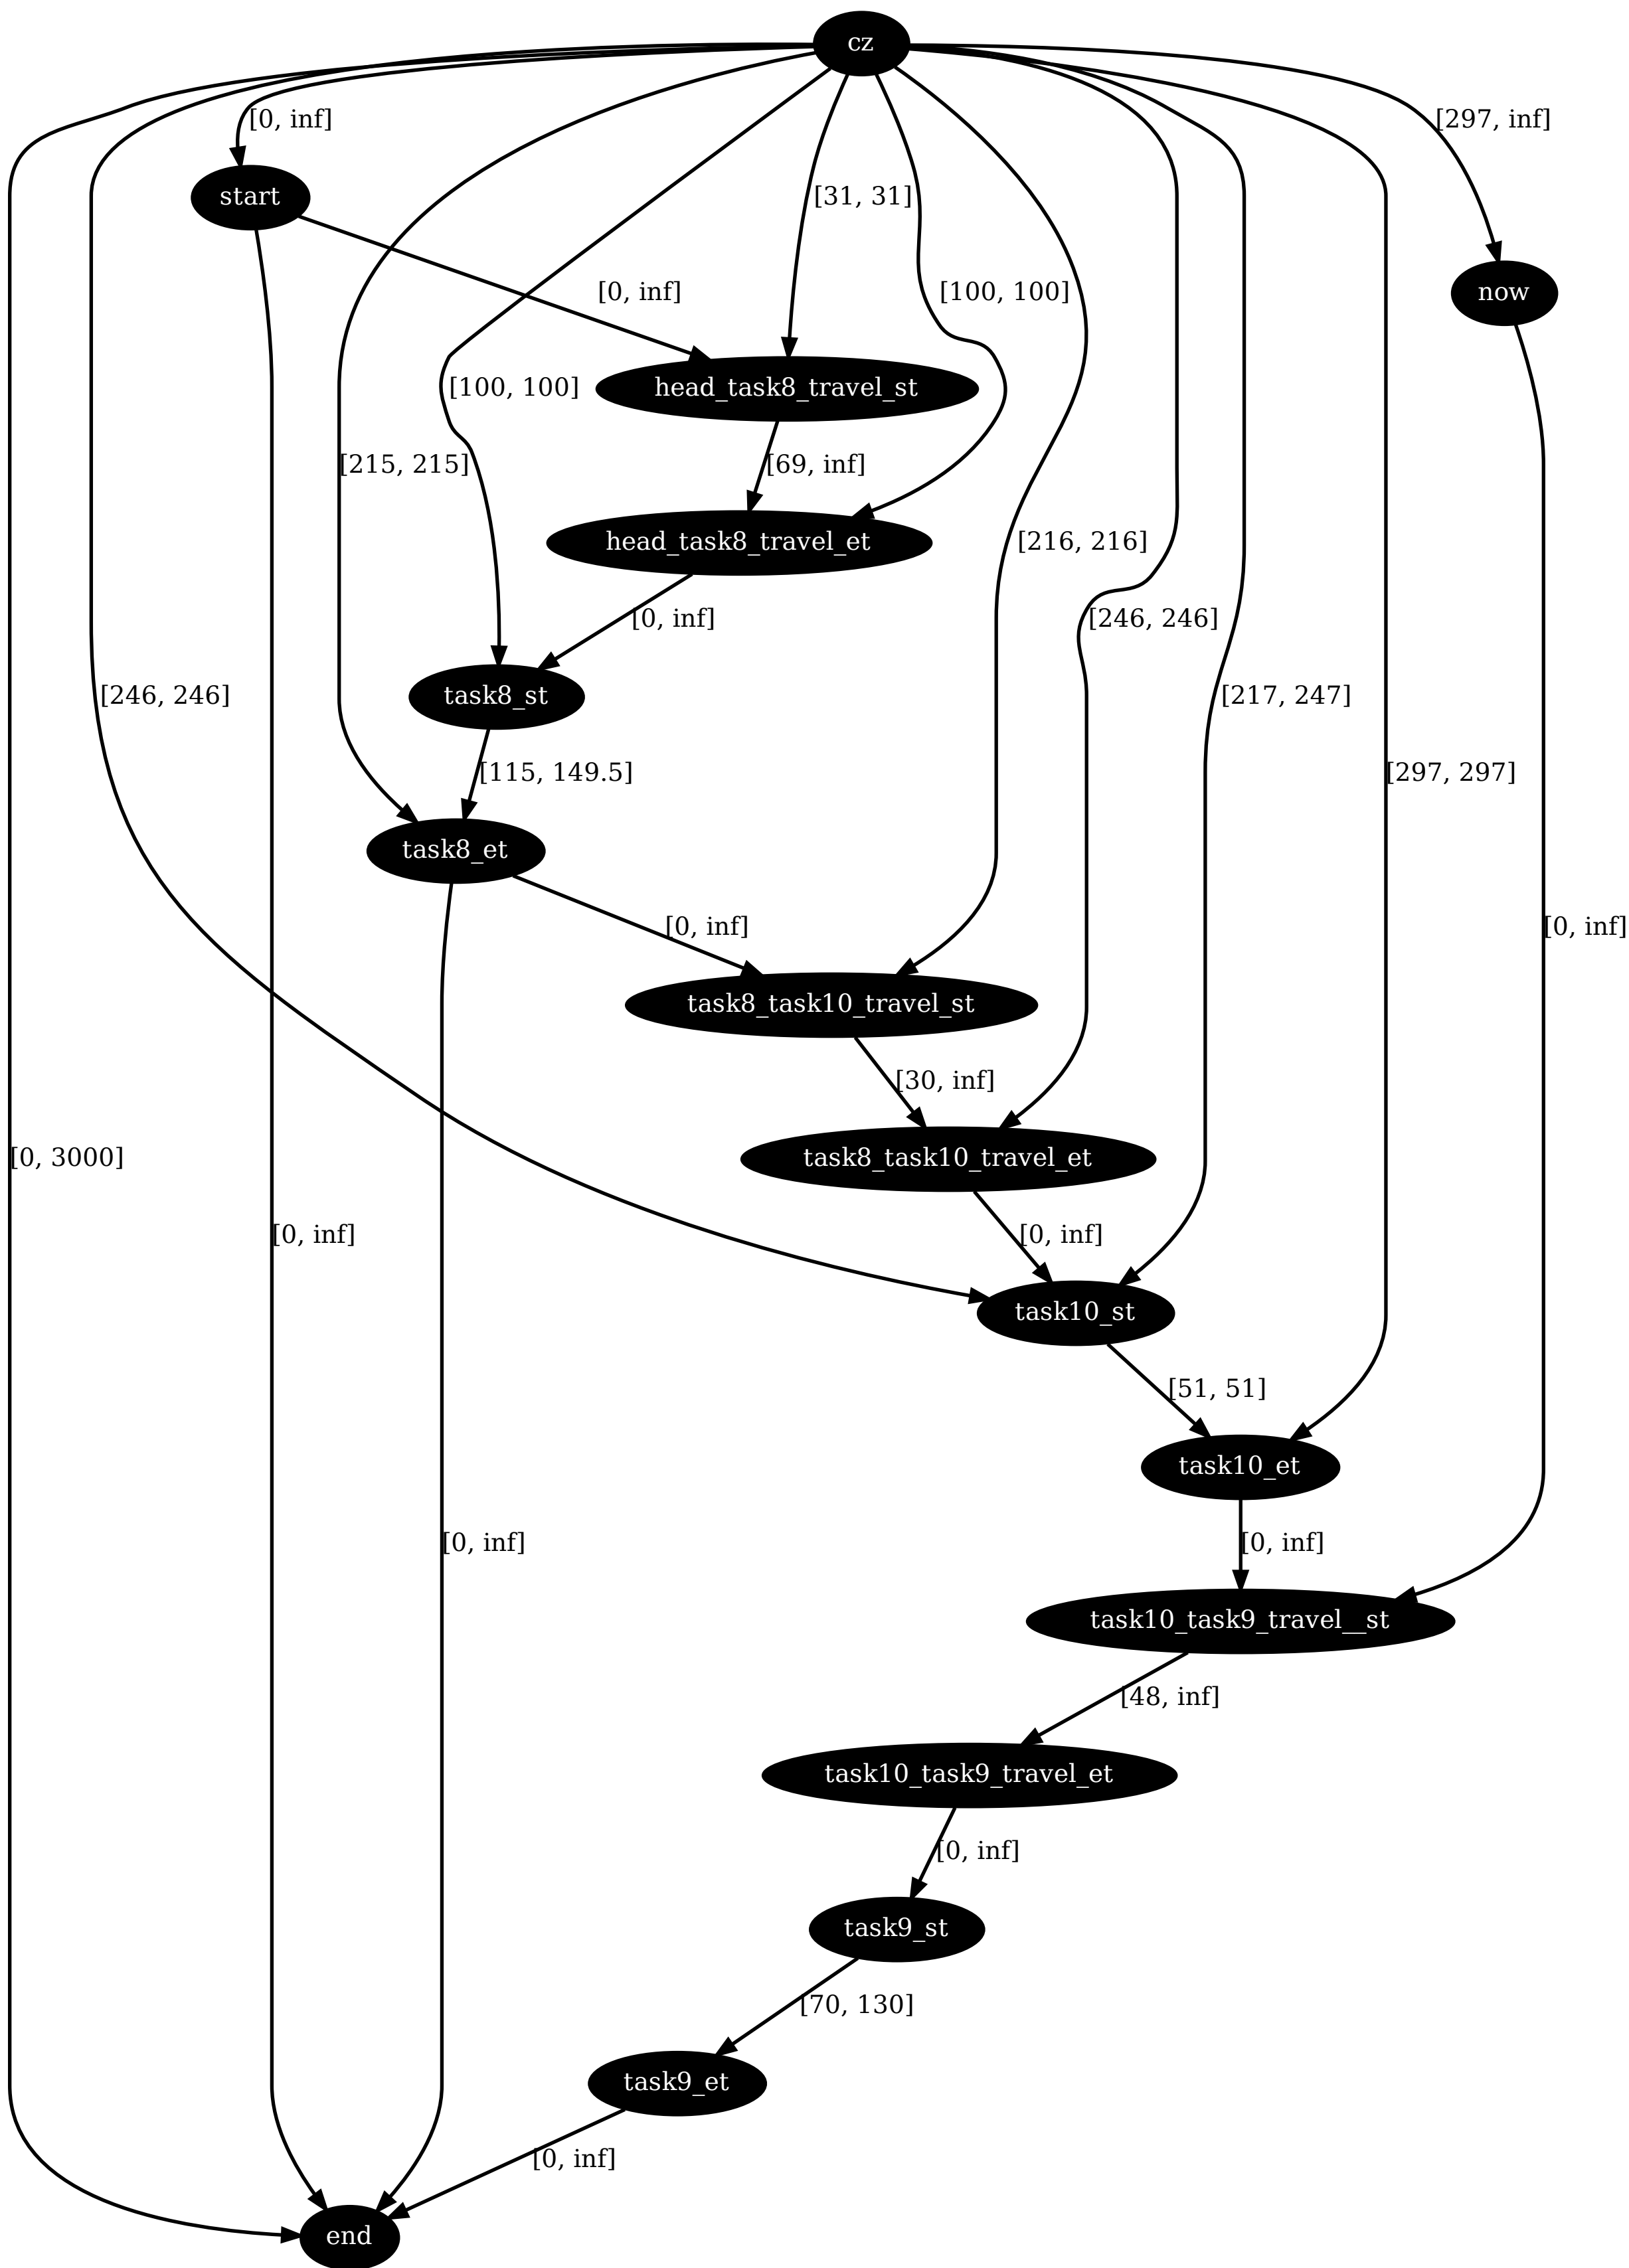 cz
[0, inf]
[297, inf]
start
[31, 31]
now
[0, inf]
[100, 100]
head_task8_travel_st
[100, 100]
[215, 215]
[69, inf]
head_task8_travel_et
[216, 216]
[0, inf]
[246, 246]
task8_st
[246, 246]
[217, 247]
[115, 149.5]
[297, 297]
task8_et
[0, inf]
[0, inf]
task8_task10_travel_st
[30, inf]
task8_task10_travel_et
[0, 3000]
[0, inf]
[0, inf]
task10_st
[51, 51]
task10_et
[0, inf]
[0, inf]
task10_task9_travel__st
[48, inf]
task10_task9_travel_et
[0, inf]
task9_st
[70, 130]
task9_et
[0, inf]
end